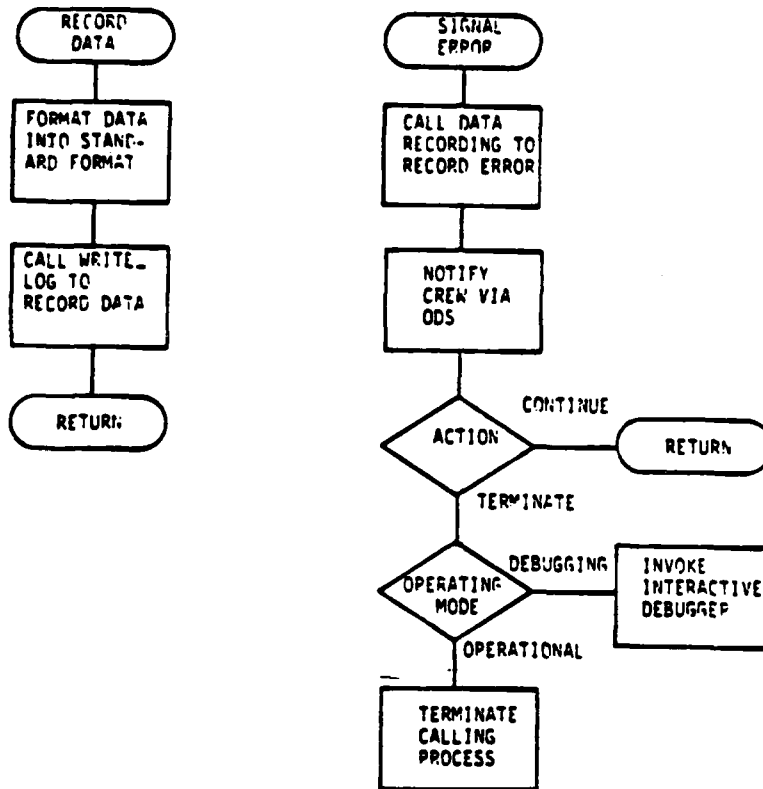 RECORD
DATA
FORMAT DATA
INTO STAND-
ARD FORMAT
CALL WRITE_
LOG TO
RECORD DATA
RETURN
SIGNAL
ERROR
CALL DATA
RECORDING TO
RECORD ERROR
NOTIFY
CREW VIA
ODS
ACTION
CONTINUE
RETURN
TERMINATE
OPERATING
MODE
DEBUGGING
INVOKE
INTERACTIVE
DEBUGGER
OPERATIONAL
TERMINATE
CALLING
PROCESS